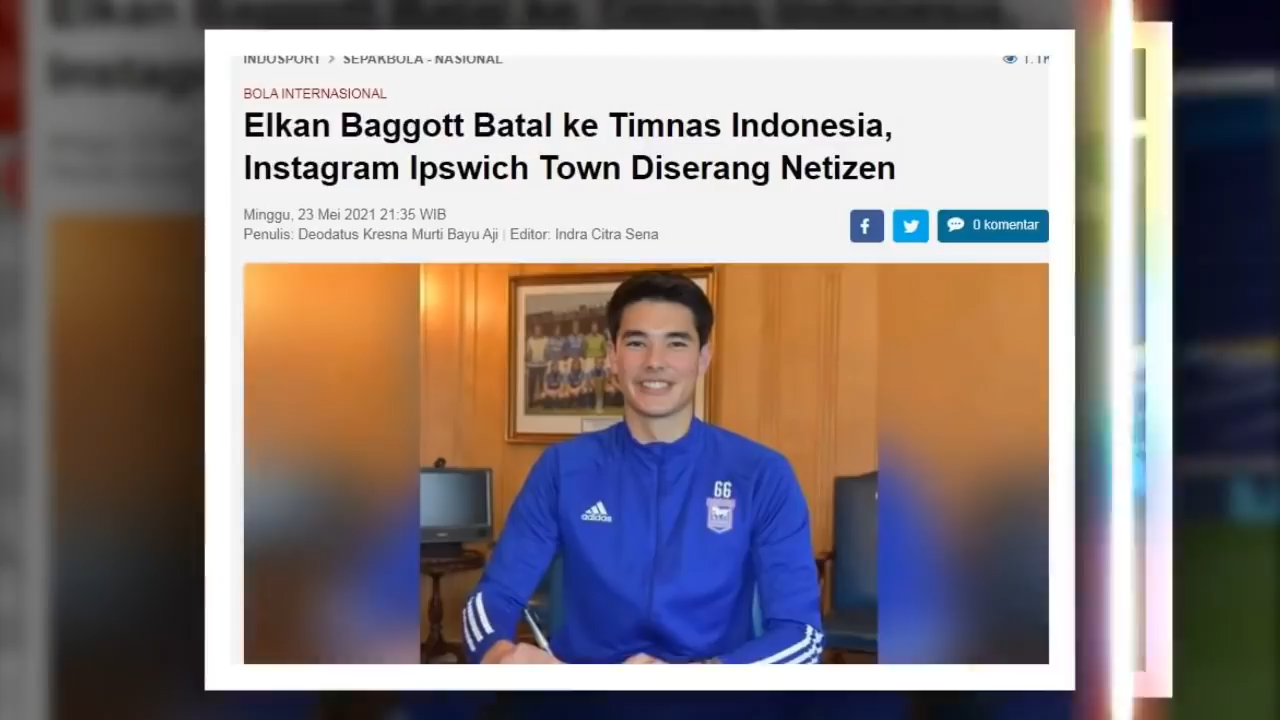 INDOSPORT > SEPAKBOLA - NASIONAL
BOLA INTERNASIONAL
Elkan Baggott Batal ke Timnas Indonesia,
Instagram Ipswich Town Diserang Netizen
Minggu, 23 Mei 2021 21:35 WIB
Penulis: Deodatus Kresna Murti Bayu Aji | Editor: Indra Citra Sena
0 komentar
66
adidas